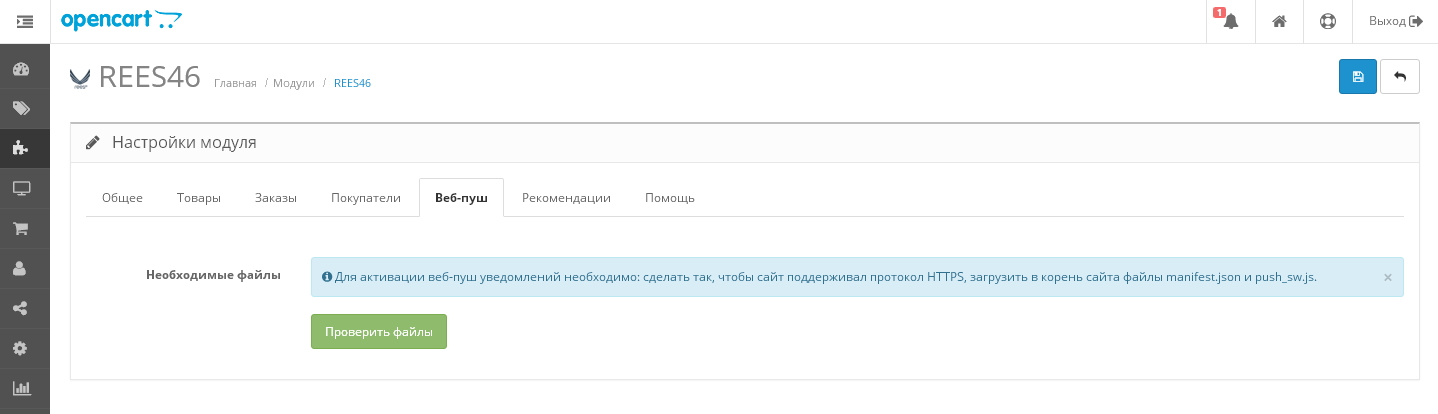 opencart
1
Выход
REES46
Главная / Модули / REES46
Настройки модуля
Общее Товары Заказы Покупатели Веб-пуш Рекомендации Помощь
Необходимые файлы
Для активации веб-пуш уведомлений необходимо: сделать так, чтобы сайт поддерживал протокол HTTPS, загрузить в корень сайта файлы manifest.json и push_sw.js.
×
Проверить файлы